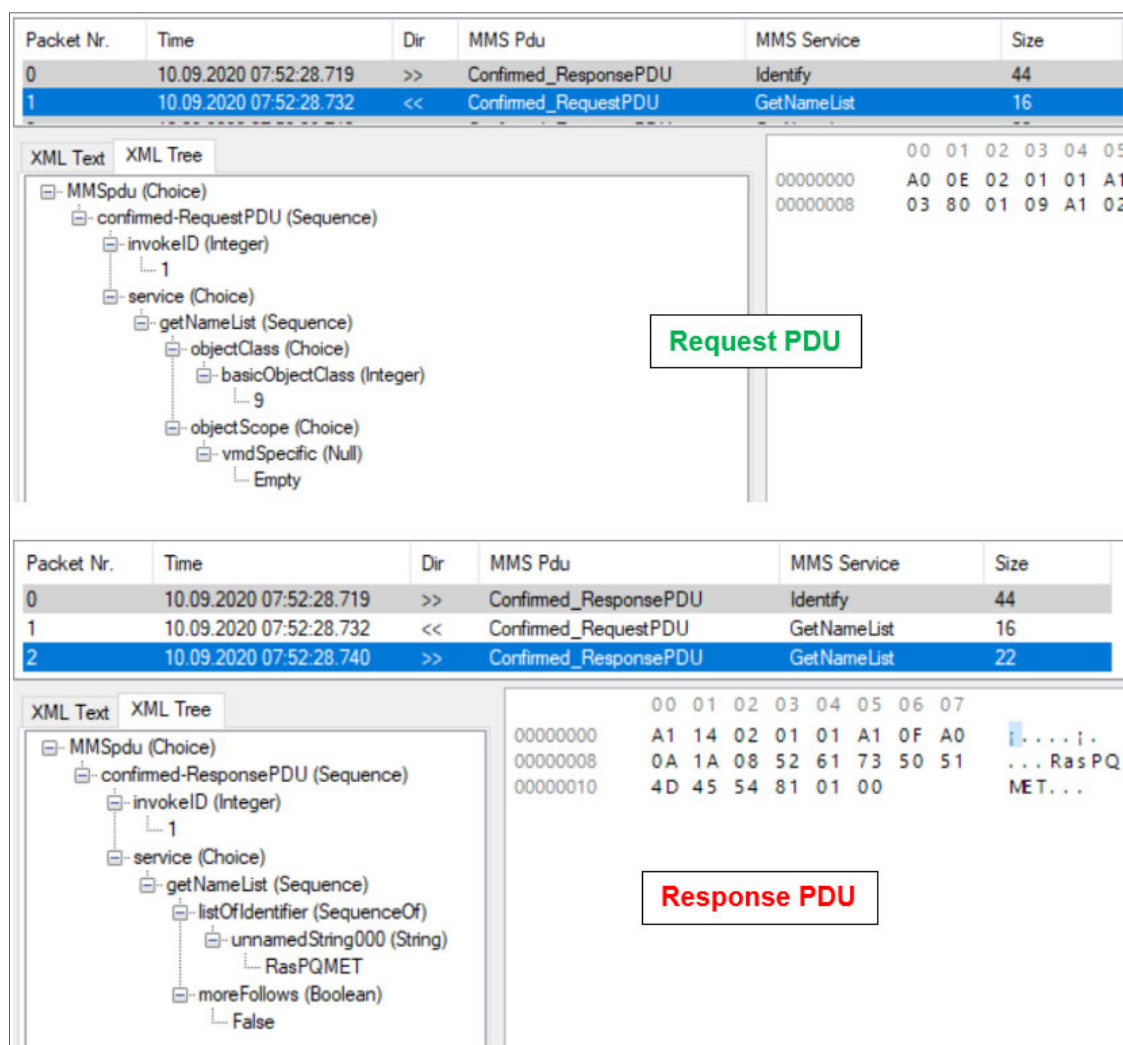 Packet Nr. Time Dir MMS Pdu MMS Service Size
0 10.09.2020 07:52:28.719 >> Confirmed_ResponsePDU Identify 44
1 10.09.2020 07:52:28.732 << Confirmed_RequestPDU GetNameList 16
XML Text XML Tree
00 01 02 03 04 05
MMSpdu (Choice)
00000000 A0 0E 02 01 01 A1
confirmed-RequestPDU (Sequence)
00000008 03 80 01 09 A1 02
invokeID (Integer)
1
service (Choice)
getNameList (Sequence)
objectClass (Choice)
Request PDU
basicObjectClass (Integer)
9
objectScope (Choice)
vmdSpecific (Null)
Empty
Packet Nr. Time Dir MMS Pdu MMS Service Size
0 10.09.2020 07:52:28.719 >> Confirmed_ResponsePDU Identify 44
1 10.09.2020 07:52:28.732 << Confirmed_RequestPDU GetNameList 16
2 10.09.2020 07:52:28.740 >> Confirmed_ResponsePDU GetNameList 22
XML Text XML Tree
00 01 02 03 04 05 06 07
00000000 A1 14 02 01 01 A1 0F A0 ¡....¡.
MMSpdu (Choice)
00000008 0A 1A 08 52 61 73 50 51 ...RasPQ
confirmed-ResponsePDU (Sequence)
00000010 4D 45 54 81 01 00 MET...
invokeID (Integer)
1
service (Choice)
getNameList (Sequence)
Response PDU
listOfIdentifier (SequenceOf)
unnamedString000 (String)
RasPQMET
moreFollows (Boolean)
False